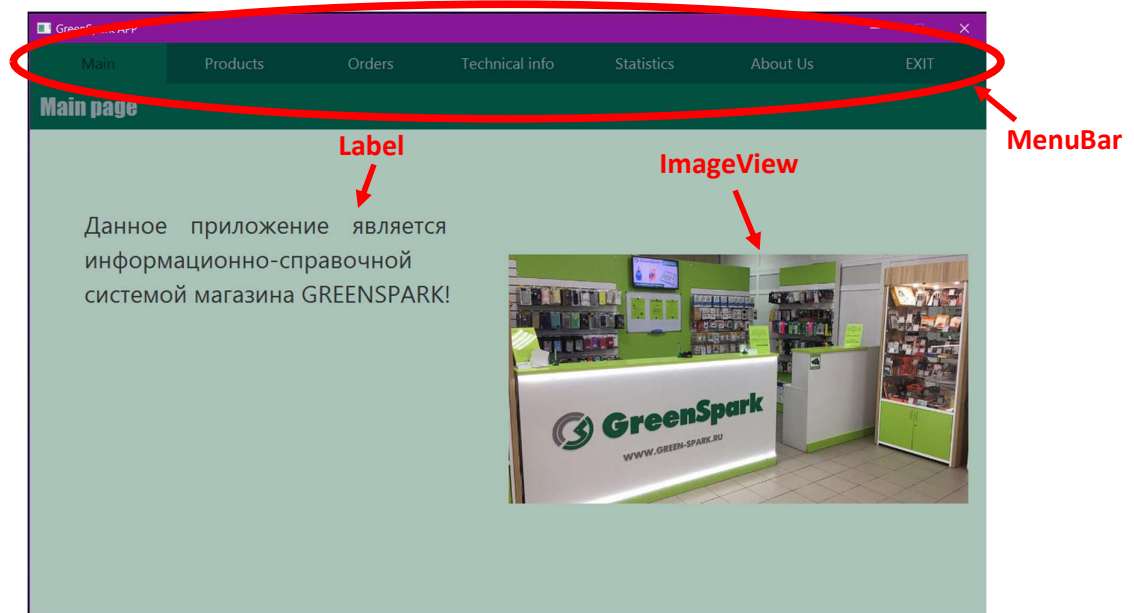 GreenSpark APP
Main Products Orders Technical info Statistics About Us EXIT
Main page
MenuBar
Label
ImageView
Данное приложение является
информационно-справочной
системой магазина GREENSPARK!
GreenSpark
WWW.GREEN-SPARK.RU